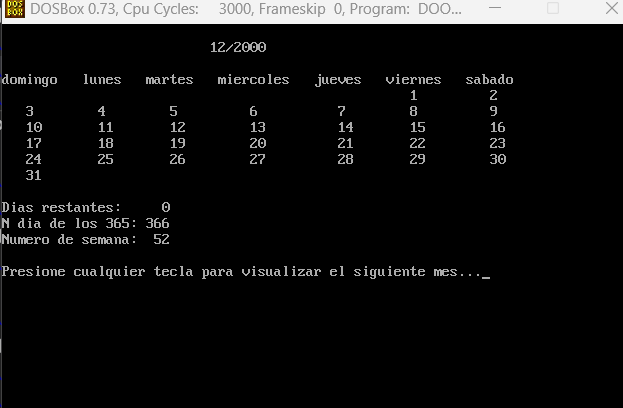 DOS BOX DOSBox 0.73, Cpu Cycles: 3000, Frameskip 0, Program: DOO...
12/2000
domingo lunes martes miercoles jueves viernes sabado
1 2
3 4 5 6 7 8 9
10 11 12 13 14 15 16
17 18 19 20 21 22 23
24 25 26 27 28 29 30
31
Dias restantes: 0
N dia de los 365: 366
Numero de semana: 52
Presione cualquier tecla para visualizar el siguiente mes..._